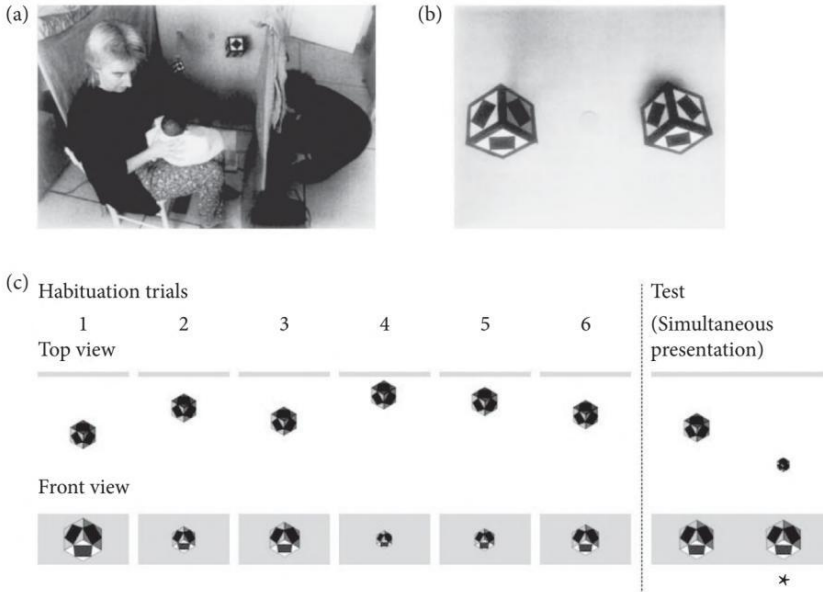 (a)
(b)
(c)
Habituation trials
Test
1 2 3 4 5 6
(Simultaneous
presentation)
Top view
Front view
*